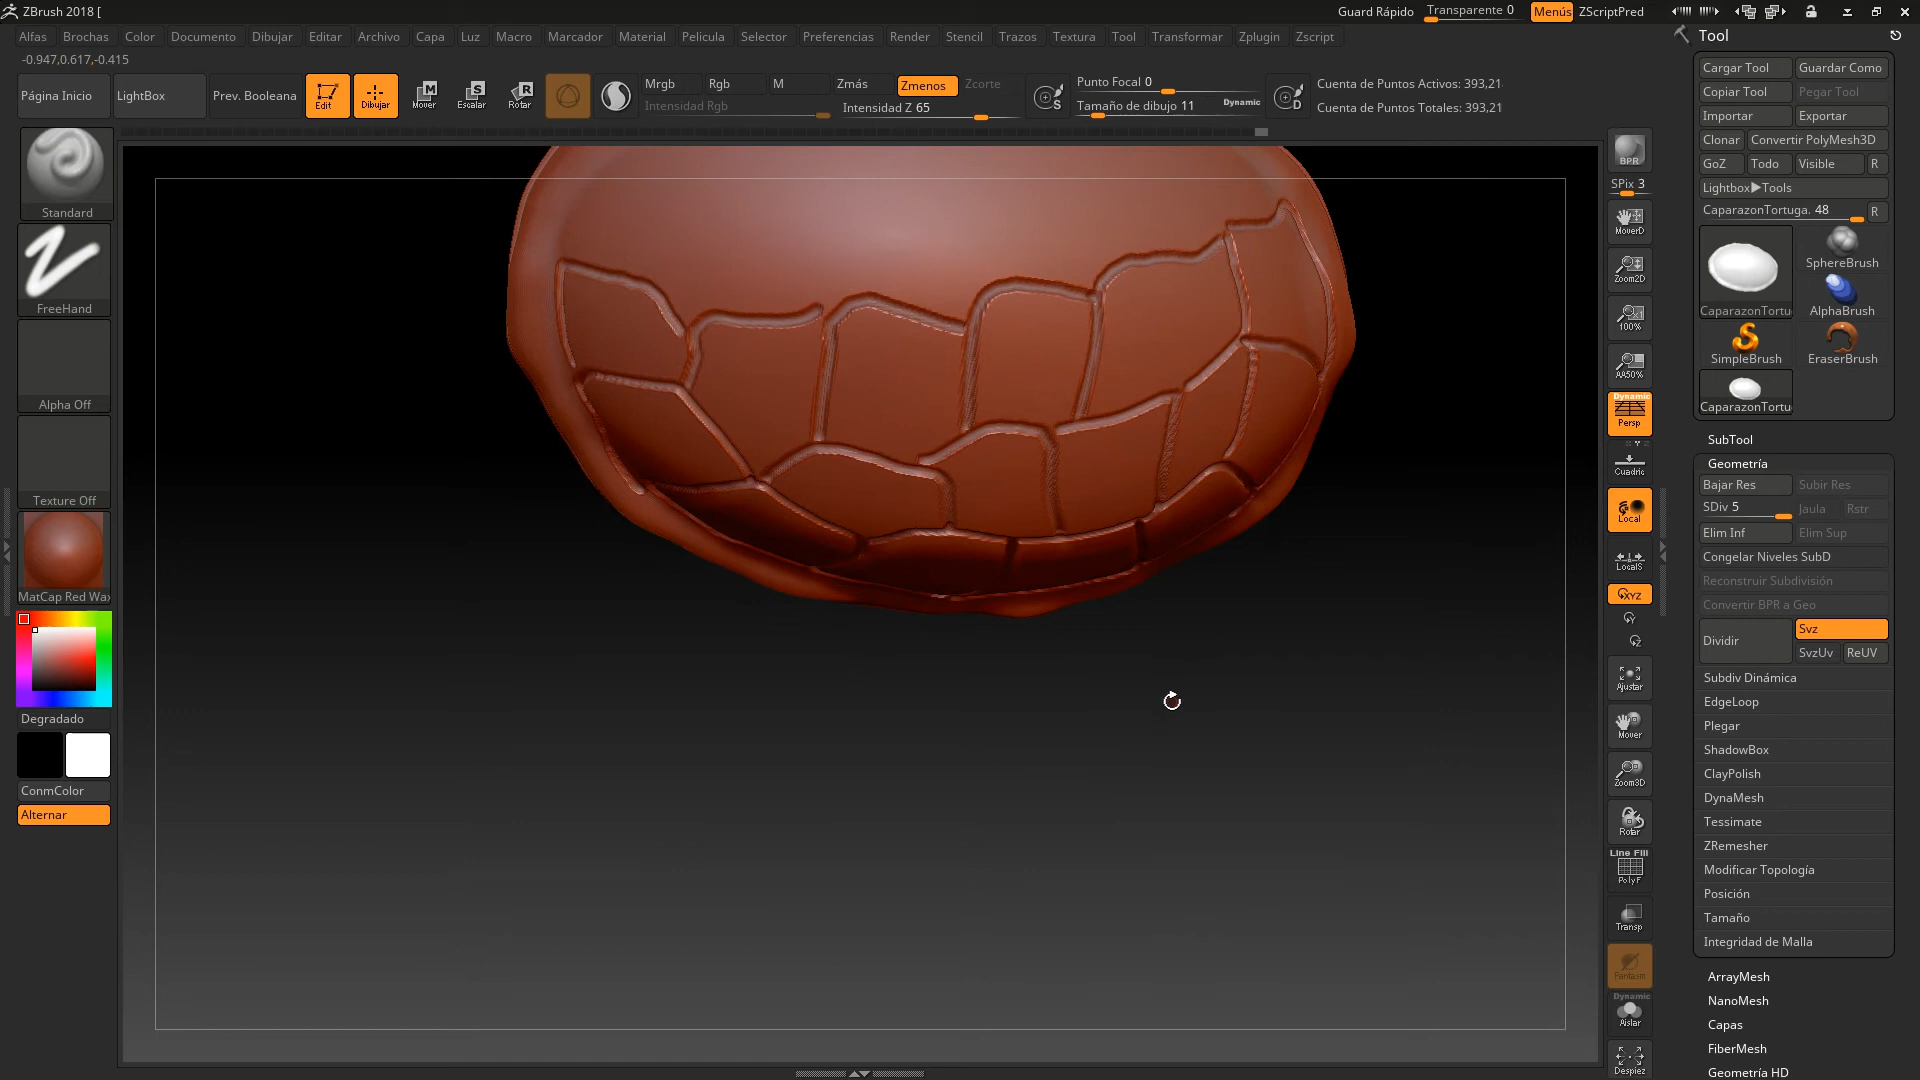 ZBrush 2018 [
Guard Rápido
Transparente 0
Menús
ZScriptPred
Alfas Brochas Color Documento Dibujar Editar Archivo Capa Luz Macro Marcador Material Película Selector Preferencias Render Stencil Trazos Textura Tool Transformar Zplugin Zscript
-0.947,0.617,-0.415
Página Inicio
LightBox
Prev. Booleana
Edit
Dibujar
Mover
Escalar
Rotar
Mrgb Rgb M
Intensidad Rgb
Zmás Zmenos Zcorte
Intensidad Z 65
Punto Focal 0
Tamaño de dibujo 11
Dynamic
Cuenta de Puntos Activos: 393,21
Cuenta de Puntos Totales: 393,21
Standard
FreeHand
Alpha Off
Texture Off
MatCap Red Wax
Degradado
ConmColor
Alternar
BPR
SPix 3
MoverD
Zoom2D
100%
AA50%
Dynamic
Persp
Cuadríc
Local
LocalS
XYZ
Y
Z
Ajustar
Mover
Zoom3D
Rotar
Line Fill
PolyF
Transp
Fantasm
Dynamic
Aislar
Despiez
Tool
Cargar Tool Guardar Como
Copiar Tool Pegar Tool
Importar Exportar
Clonar Convertir PolyMesh3D
GoZ Todo Visible R
Lightbox▶Tools
CaparazonTortuga. 48 R
CaparazonTortu
SphereBrush
AlphaBrush
SimpleBrush
EraserBrush
CaparazonTortu
SubTool
Geometría
Bajar Res Subir Res
SDiv 5 Jaula Rstr
Elim Inf Elim Sup
Congelar Niveles SubD
Reconstruir Subdivisión
Convertir BPR a Geo
Dividir
Svz
SvzUv ReUV
Subdiv Dinámica
EdgeLoop
Plegar
ShadowBox
ClayPolish
DynaMesh
Tessimate
ZRemesher
Modificar Topología
Posición
Tamaño
Integridad de Malla
ArrayMesh
NanoMesh
Capas
FiberMesh
Geometría HD